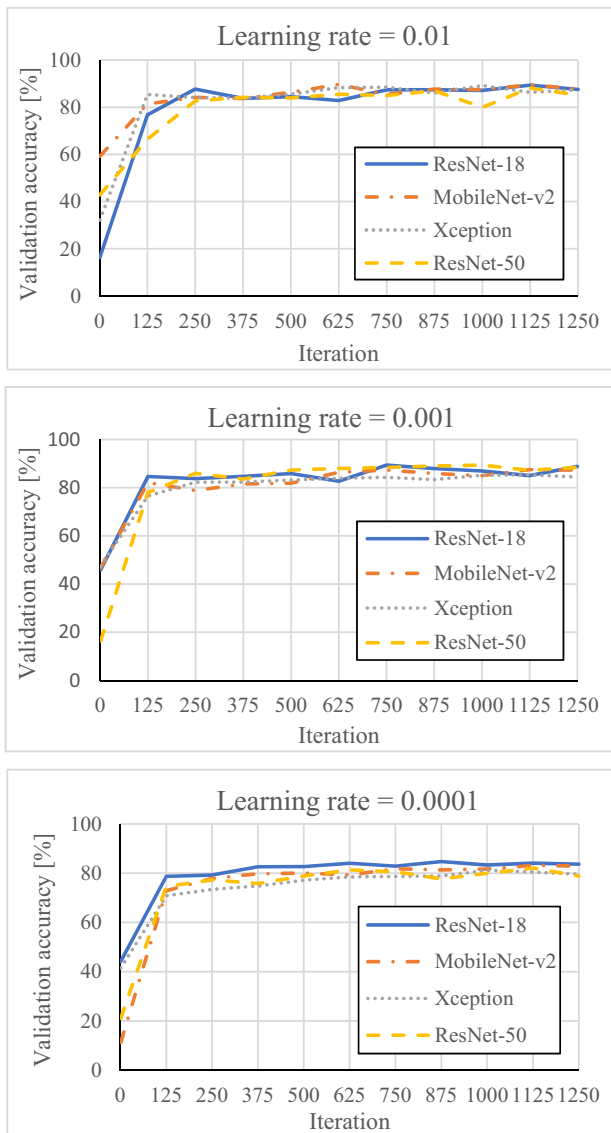 Learning rate = 0.01
Validation accuracy [%]
100
80
60
40
20
0
ResNet-18
MobileNet-v2
Xception
ResNet-50
0 125 250 375 500 625 750 875 1000 1125 1250
Iteration
Learning rate = 0.001
Validation accuracy [%]
100
80
60
40
20
0
ResNet-18
MobileNet-v2
Xception
ResNet-50
0 125 250 375 500 625 750 875 1000 1125 1250
Iteration
Learning rate = 0.0001
Validation accuracy [%]
100
80
60
40
20
0
ResNet-18
MobileNet-v2
Xception
ResNet-50
0 125 250 375 500 625 750 875 1000 1125 1250
Iteration